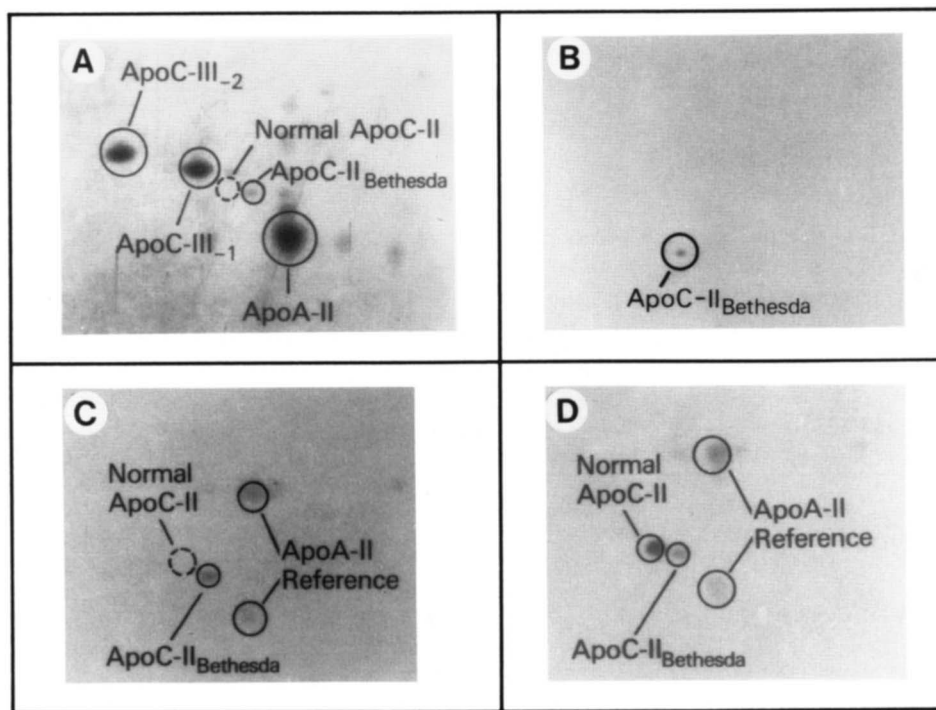 A
ApoC-III-2
Normal ApoC-II
ApoC-IIBethesda
ApoC-III-1
ApoA-II
B
ApoC-IIBethesda
C
Normal
ApoC-II
ApoA-II
Reference
ApoC-IIBethesda
D
Normal
ApoC-II
ApoA-II
Reference
ApoC-IIBethesda